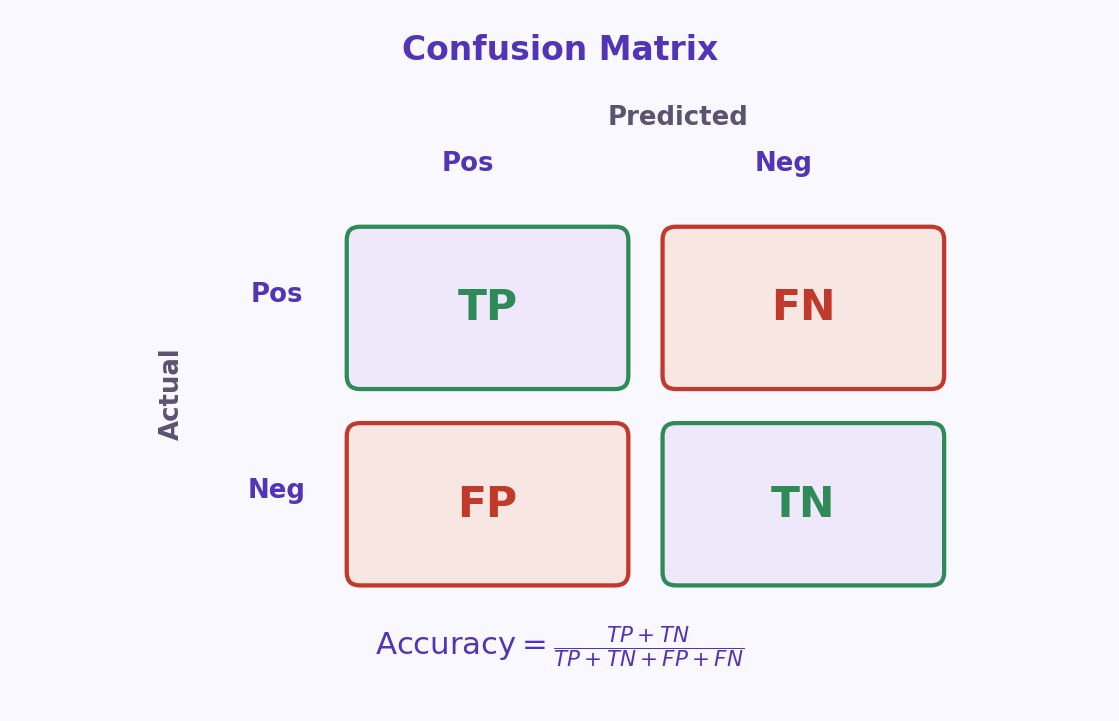 Confusion Matrix
Predicted
Pos Neg
Pos TP FN
Actual
Neg FP TN
Accuracy = \frac{TP + TN}{TP + TN + FP + FN}